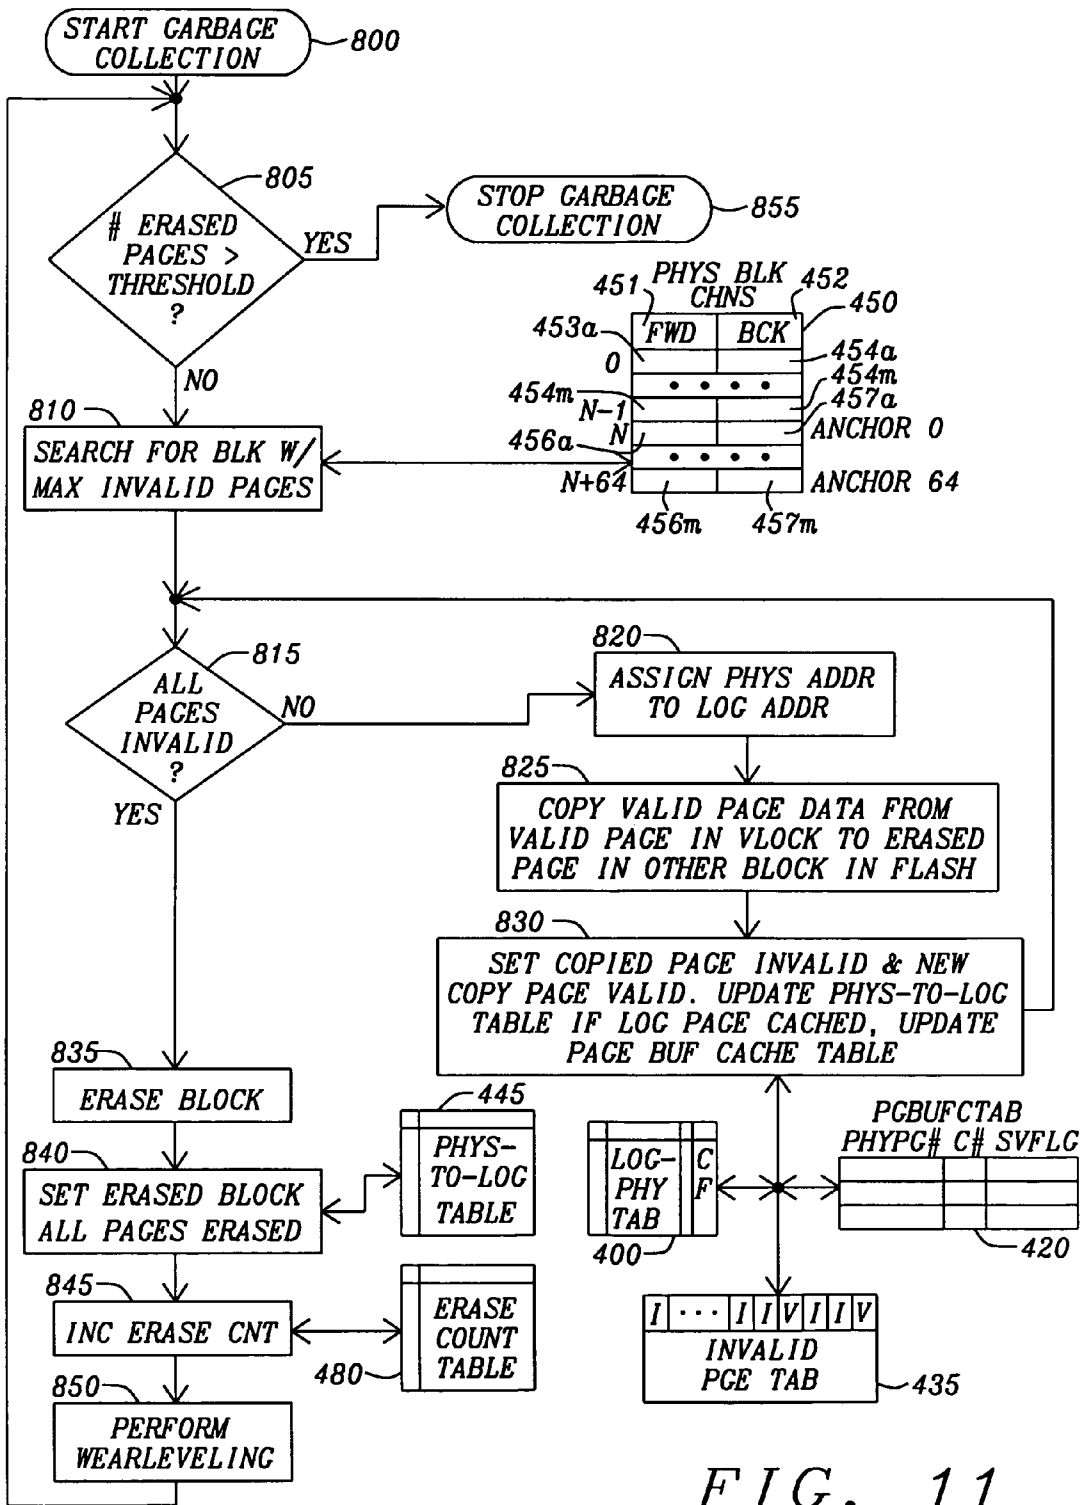 START GARBAGE
COLLECTION
800
805
# ERASED
PAGES >
THRESHOLD
?
YES
STOP GARBAGE
COLLECTION
855
NO
PHYS BLK
CHNS
451
452
450
FWD
BCK
453a
454a
0
• • • •
454m
454m
N-1
457a
N
ANCHOR 0
456a
• • • •
N+64
ANCHOR 64
456m
457m
810
SEARCH FOR BLK W/
MAX INVALID PAGES
815
ALL
PAGES
INVALID
?
NO
YES
820
ASSIGN PHYS ADDR
TO LOG ADDR
825
COPY VALID PAGE DATA FROM
VALID PAGE IN VLOCK TO ERASED
PAGE IN OTHER BLOCK IN FLASH
830
SET COPIED PAGE INVALID & NEW
COPY PAGE VALID. UPDATE PHYS-TO-LOG
TABLE IF LOG PAGE CACHED, UPDATE
PAGE BUF CACHE TABLE
835
ERASE BLOCK
840
SET ERASED BLOCK
ALL PAGES ERASED
445
PHYS-
TO-LOG
TABLE
LOG-
PHY
TAB
C
F
400
PGBUFCTAB
PHYPG# C# SVFLG
420
845
INC ERASE CNT
ERASE
COUNT
TABLE
480
I ••• I I V I I V
INVALID
PGE TAB
435
850
PERFORM
WEARLEVELING
FIG. 11